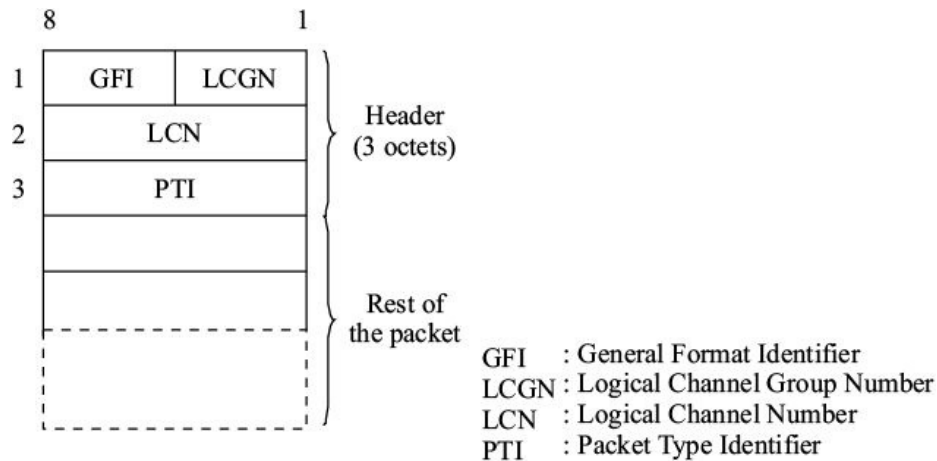 8 1
1 GFI LCGN
2 LCN
3 PTI
Header
(3 octets)
Rest of
the packet
GFI : General Format Identifier
LCGN : Logical Channel Group Number
LCN : Logical Channel Number
PTI : Packet Type Identifier